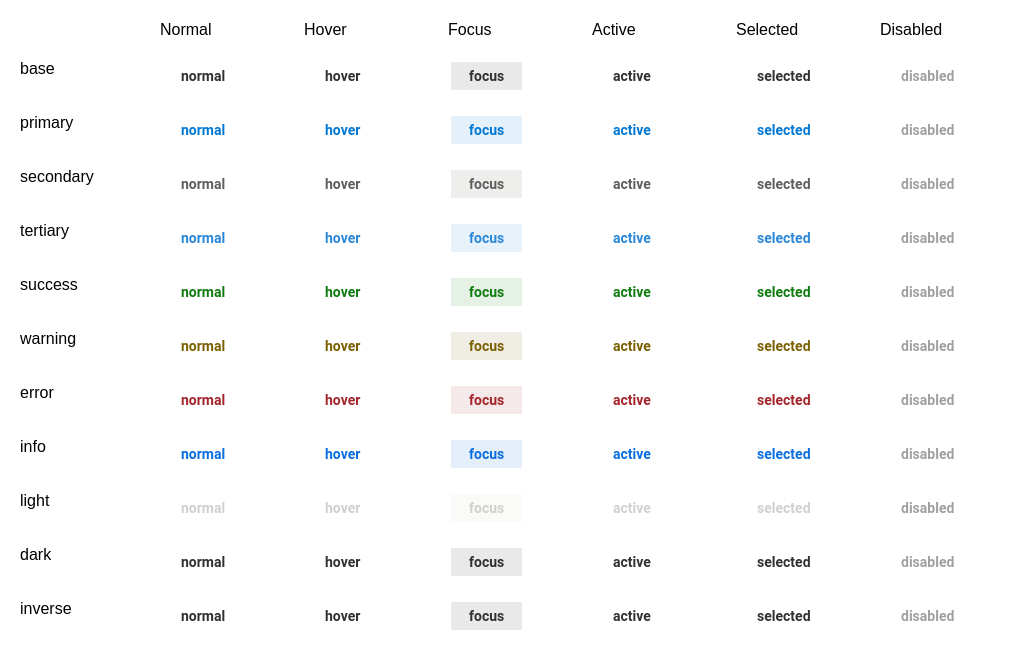 Normal Hover Focus Active Selected Disabled
base normal hover focus active selected disabled
primary normal hover focus active selected disabled
secondary normal hover focus active selected disabled
tertiary normal hover focus active selected disabled
success normal hover focus active selected disabled
warning normal hover focus active selected disabled
error normal hover focus active selected disabled
info normal hover focus active selected disabled
light normal hover focus active selected disabled
dark normal hover focus active selected disabled
inverse normal hover focus active selected disabled